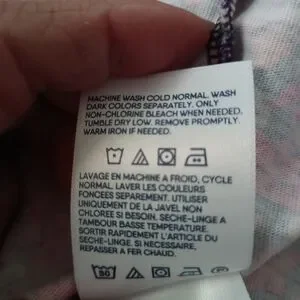 MACHINE WASH COLD NORMAL. WASH
DARK COLORS SEPARATELY. ONLY
NON-CHLORINE BLEACH WHEN NEEDED.
TUMBLE DRY LOW. REMOVE PROMPTLY.
WARM IRON IF NEEDED.
LAVAGE EN MACHINE A FROID, CYCLE
NORMAL. LAVER LES COULEURS
FONCEES SEPAREMENT. UTILISER
UNIQUEMENT DE LA JAVEL NON
CHLOREE SI BESOIN. SECHE-LINGE A
TAMBOUR BASSE TEMPERATURE.
SORTIR RAPIDEMENT L'ARTICLE DU
SECHE-LINGE. SI NECESSAIRE,
REPASSER A FER CHAUD.
30